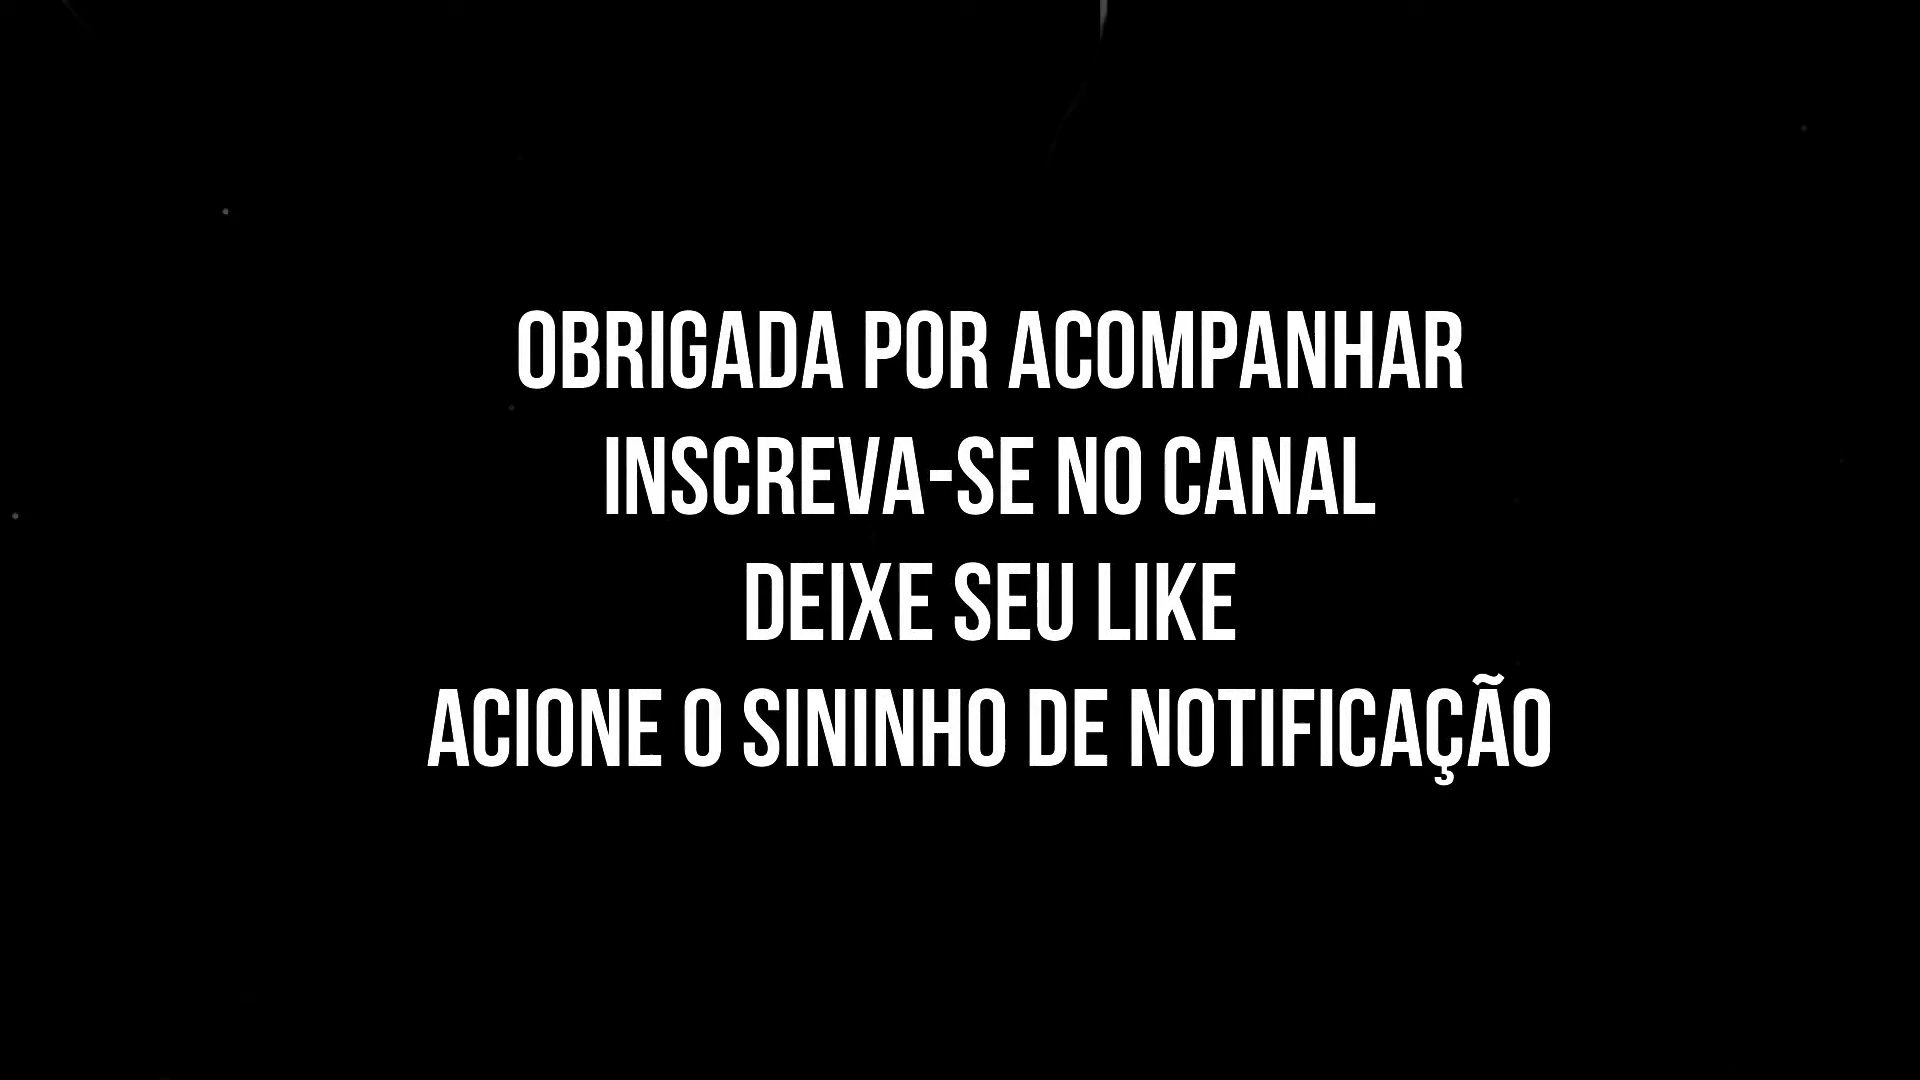 OBRIGADA POR ACOMPANHAR
INSCREVA-SE NO CANAL
DEIXE SEU LIKE
ACIONE O SININHO DE NOTIFICAÇÃO